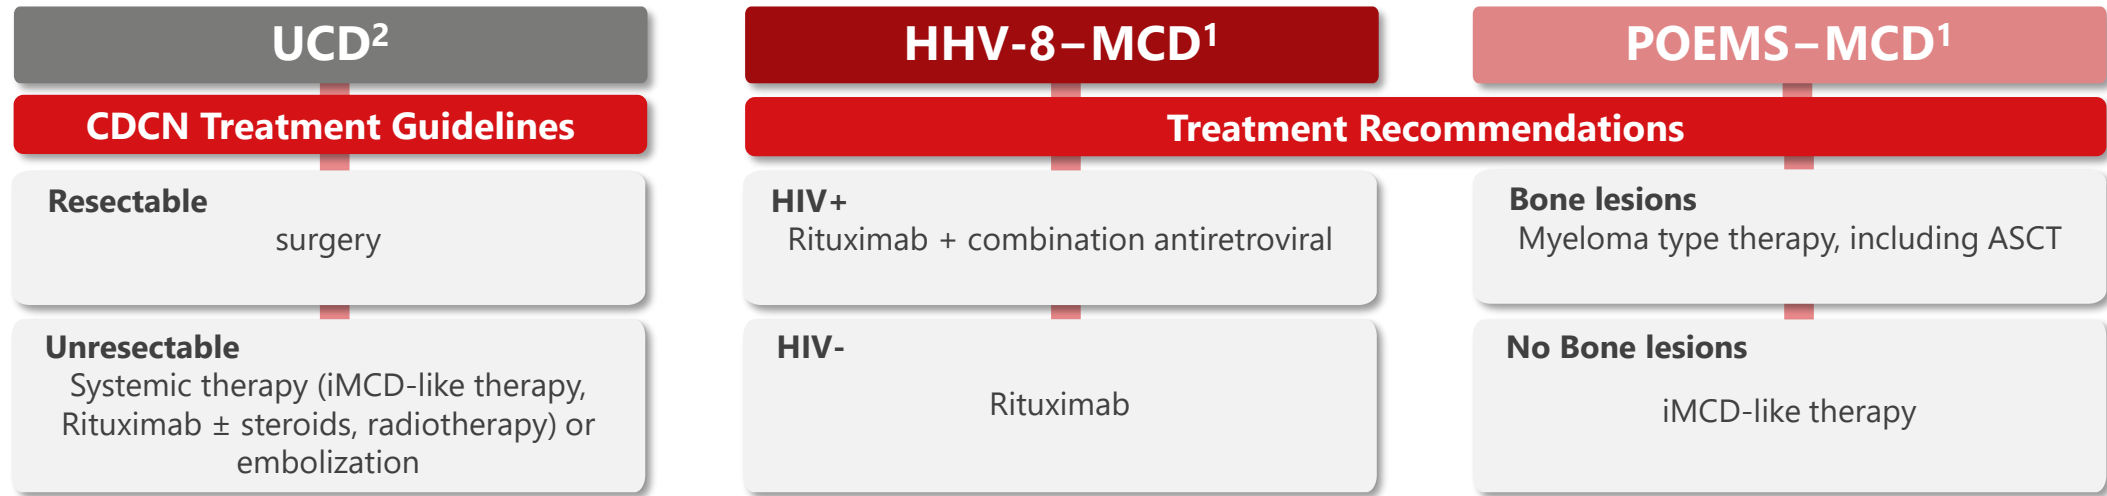 UCD²
CDCN Treatment Guidelines
Resectable
surgery
Unresectable
Systemic therapy (iMCD-like therapy,
Rituximab ± steroids, radiotherapy) or
embolization
HHV-8–MCD¹
POEMS–MCD¹
Treatment Recommendations
HIV+
Rituximab + combination antiretroviral
HIV-
Rituximab
Bone lesions
Myeloma type therapy, including ASCT
No Bone lesions
iMCD-like therapy